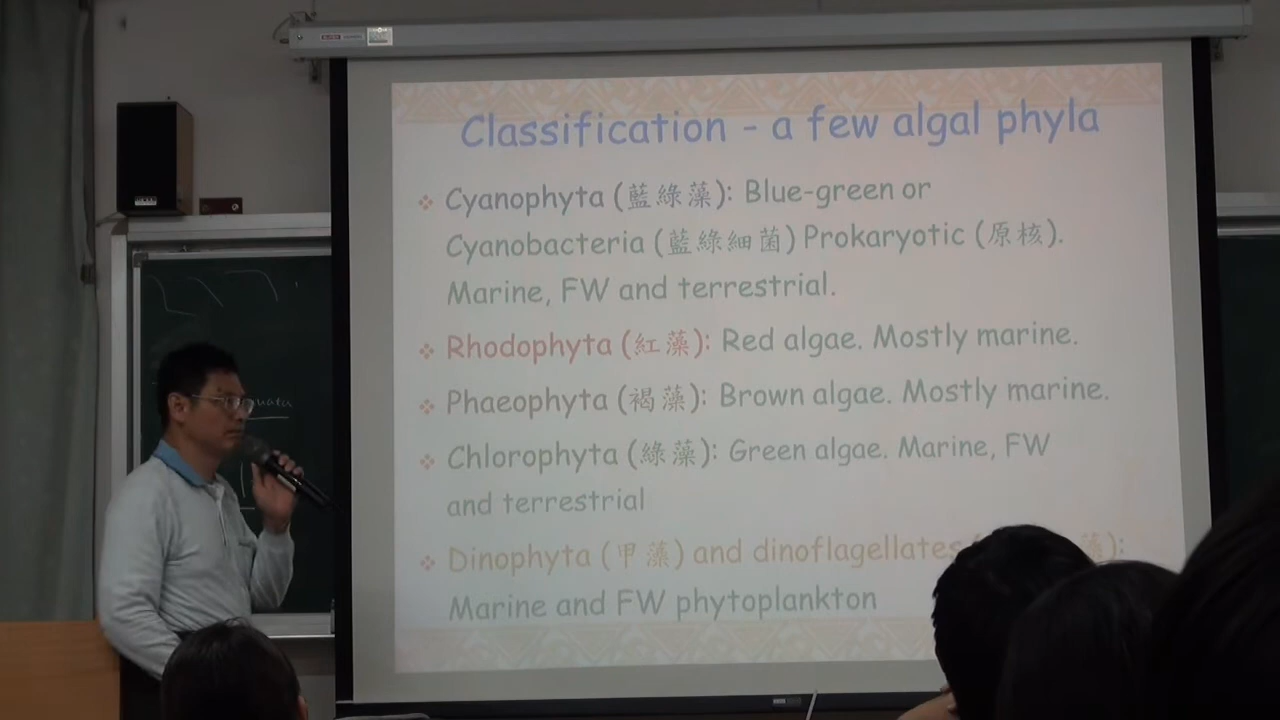 Classification - a few algal phyla
Cyanophyta (藍綠藻): Blue-green or
Cyanobacteria (藍綠細菌) Prokaryotic (原核).
Marine, FW and terrestrial.
Rhodophyta (紅藻): Red algae. Mostly marine.
Phaeophyta (褐藻): Brown algae. Mostly marine.
Chlorophyta (綠藻): Green algae. Marine, FW
and terrestrial
Dinophyta (甲藻) and dinoflagellates ( 藻):
Marine and FW phytoplankton